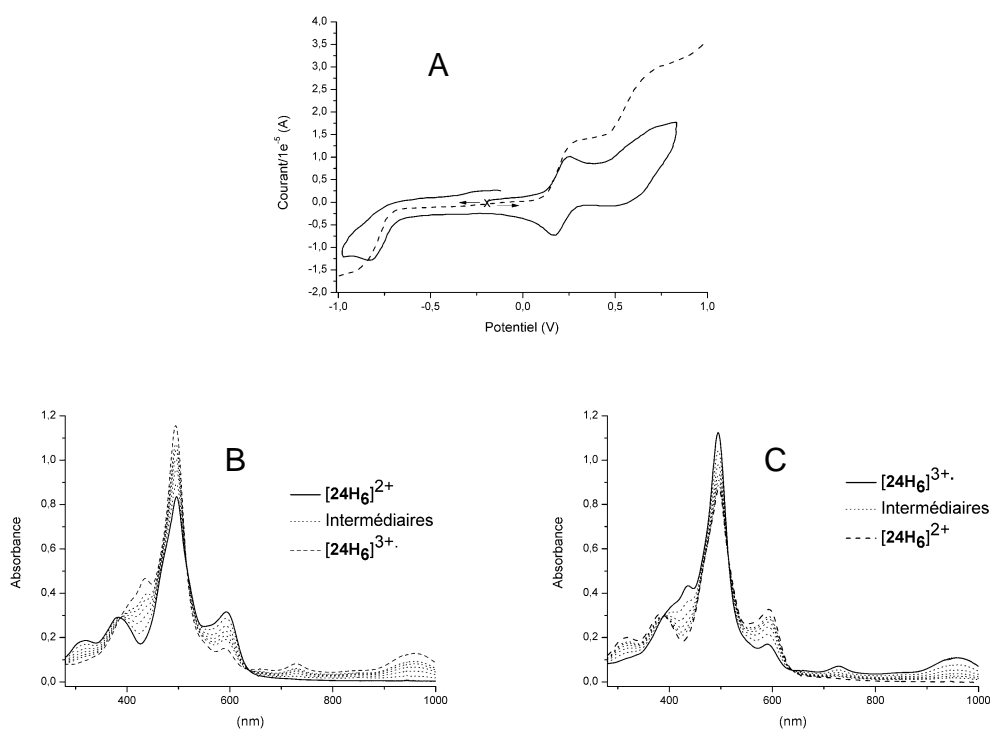 A
Courant/1e⁻⁵ (A)
4,0
3,5
3,0
2,5
2,0
1,5
1,0
0,5
0,0
-0,5
-1,0
-1,5
-2,0
X
-1,0 -0,5 0,0 0,5 1,0
Potentiel (V)
B
Absorbance
1,2
1,0
0,8
0,6
0,4
0,2
0,0
[24H₆]²⁺
Intermédiaires
[24H₆]³⁺·
400 600 800 1000
(nm)
C
Absorbance
1,2
1,0
0,8
0,6
0,4
0,2
0,0
[24H₆]³⁺·
Intermédiaires
[24H₆]²⁺
400 600 800 1000
(nm)